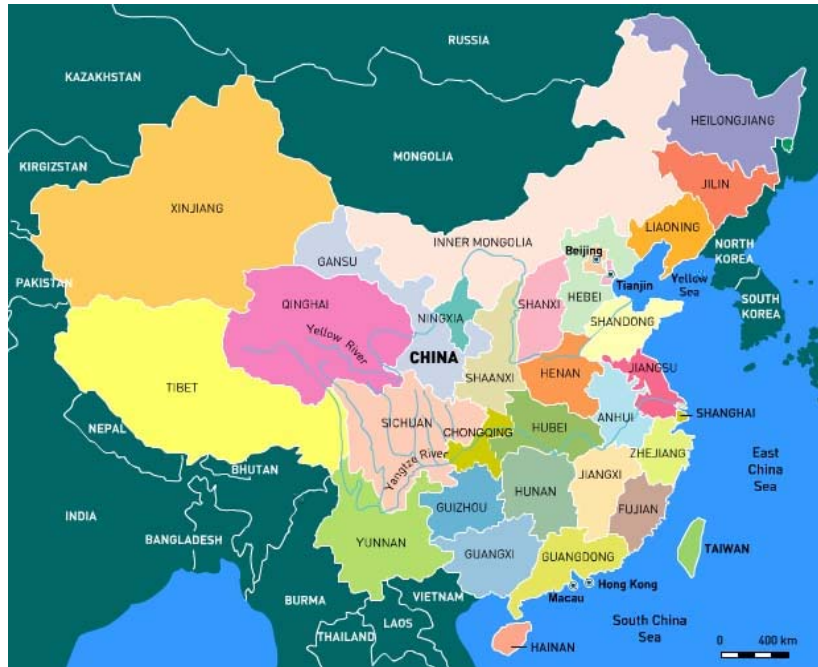 RUSSIA
KAZAKHSTAN
HEILONGJIANG
MONGOLIA
KIRGIZSTAN
JILIN
XINJIANG
LIAONING
INNER MONGOLIA
Beijing
NORTH
KOREA
GANSU
PAKISTAN
Tianjin
Yellow
Sea
HEBEI
SHANXI
QINGHAI
SOUTH
KOREA
NINGXIA
SHANDONG
Yellow River
CHINA
JIANGSU
HENAN
SHAANXI
TIBET
SHANGHAI
ANHUI
SICHUAN
HUBEI
CHONGQING
NEPAL
ZHEJIANG
East
China
Sea
Yangtze River
BHUTAN
JIANGXI
HUNAN
GUIZHOU
FUJIAN
INDIA
BANGLADESH
YUNNAN
GUANGXI
GUANGDONG
TAIWAN
Hong Kong
Macau
BURMA
VIETNAM
LAOS
South China
Sea
THAILAND
HAINAN
0 400 km